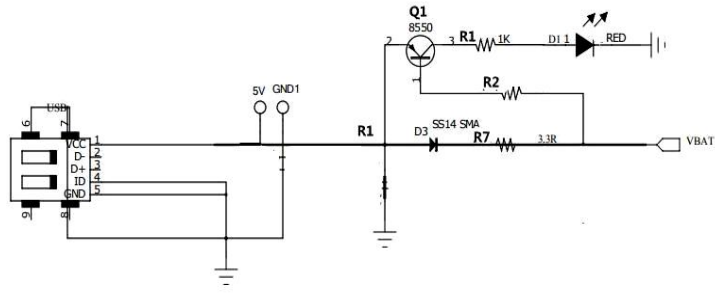 Q1
8550
2
3
R1
1K
D1 1
RED
1
R2
5V
GND1
USB
6
7
R1
SS14 SMA
D3
R7
3.3R
VBAT
VCC
1
D-
2
D+
3
ID
4
GND
5
9
8